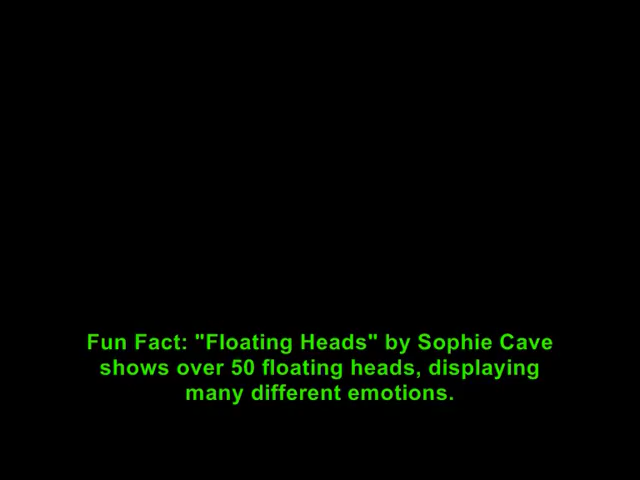 Fun Fact: "Floating Heads" by Sophie Cave
shows over 50 floating heads, displaying
many different emotions.